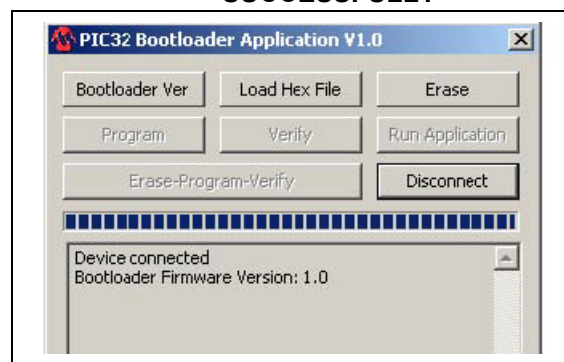 SUCCESSFULLY
PIC32 Bootloader Application V1.0
Bootloader Ver
Load Hex File
Erase
Program
Verify
Run Application
Erase-Program-Verify
Disconnect
Device connected
Bootloader Firmware Version: 1.0